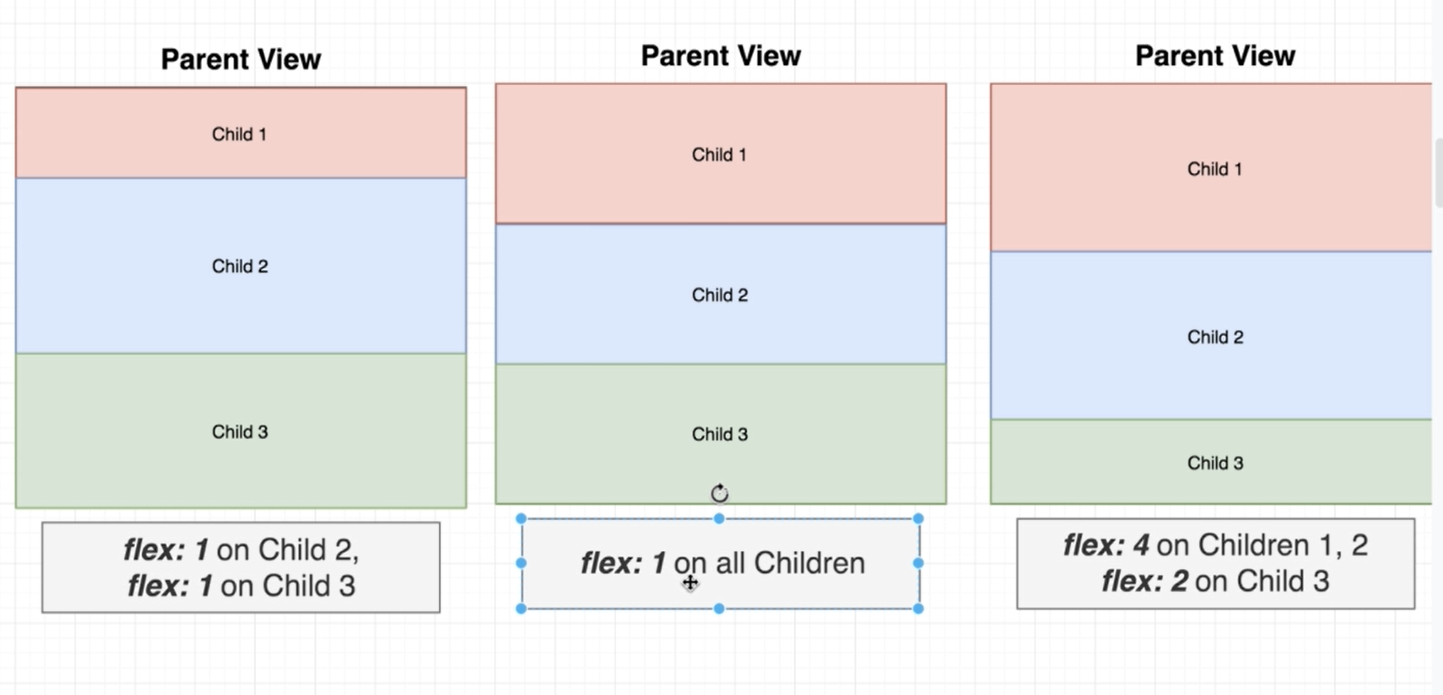 Parent View
Child 1
Child 2
Child 3
flex: 1 on Child 2,
flex: 1 on Child 3
Parent View
Child 1
Child 2
Child 3
flex: 1 on all Children
Parent View
Child 1
Child 2
Child 3
flex: 4 on Children 1, 2
flex: 2 on Child 3